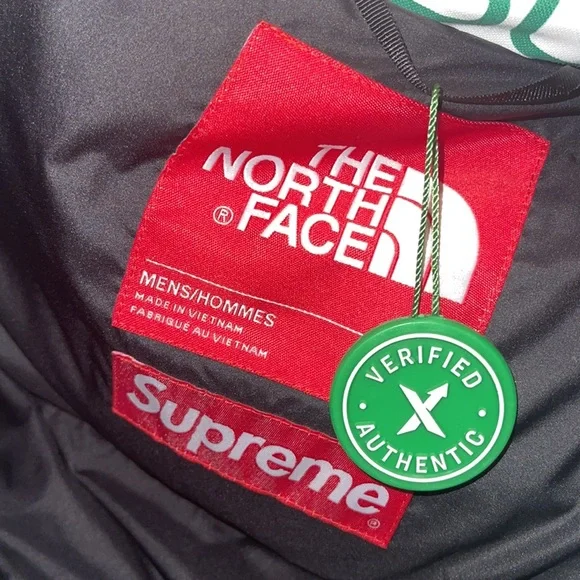 THE
NORTH
FACE
®
MENS/HOMMES
MADE IN VIETNAM
FABRIQUÉ AU VIETNAM
Supreme
®
VERIFIED
AUTHENTIC